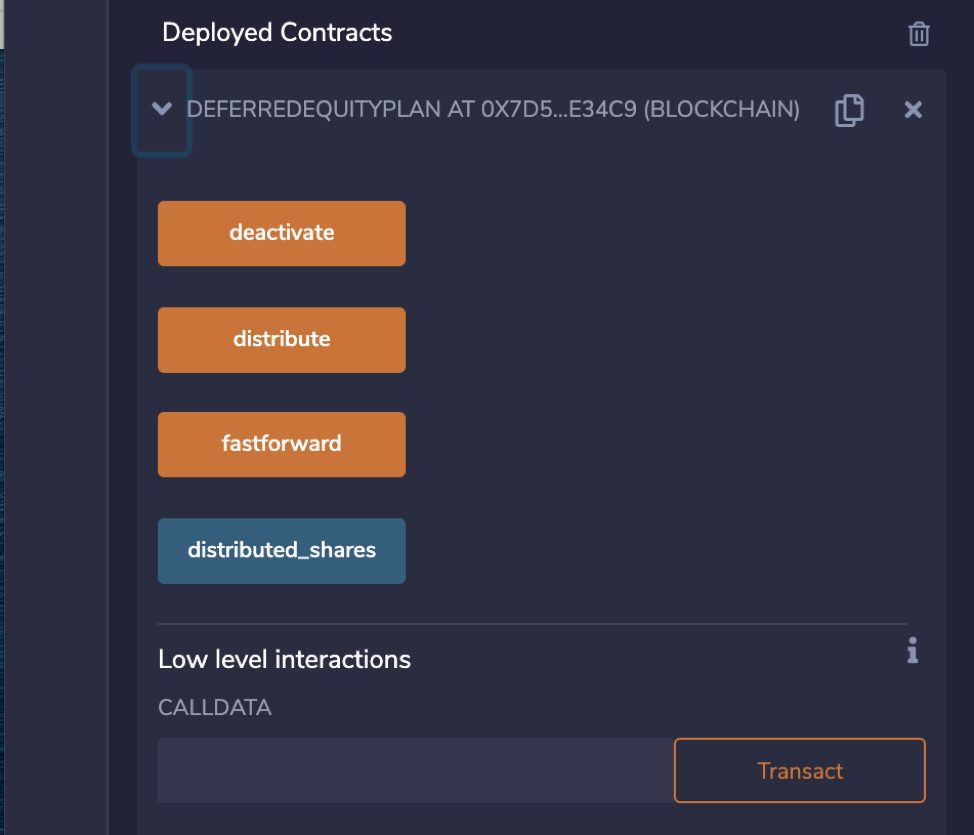 Deployed Contracts
DEFERREDEQUITYPLAN AT 0X7D5...E34C9 (BLOCKCHAIN)
deactivate
distribute
fastforward
distributed_shares
Low level interactions
CALLDATA
Transact